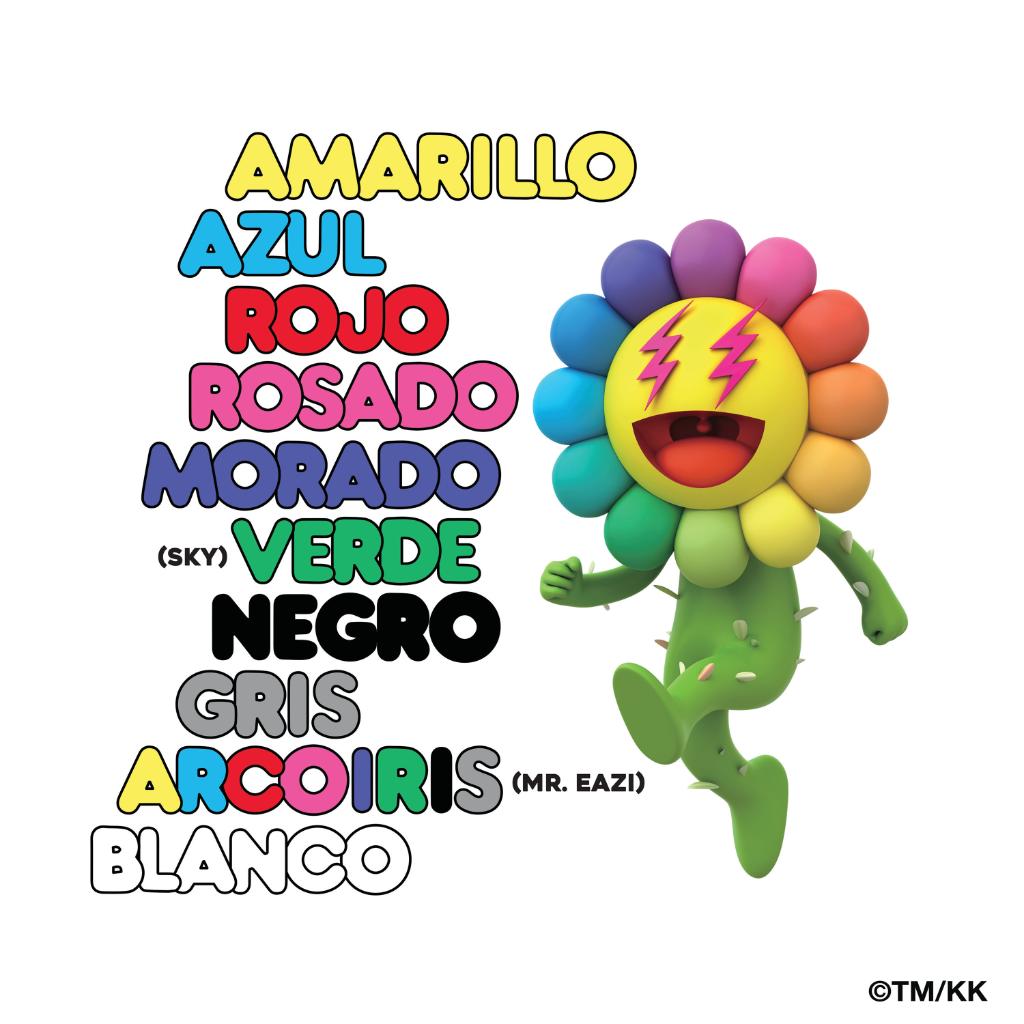 AMARILLO
AZUL
ROJO
ROSADO
MORADO
(SKY) VERDE
NEGRO
GRIS
ARCOIRIS (MR. EAZI)
BLANCO
©TM/KK